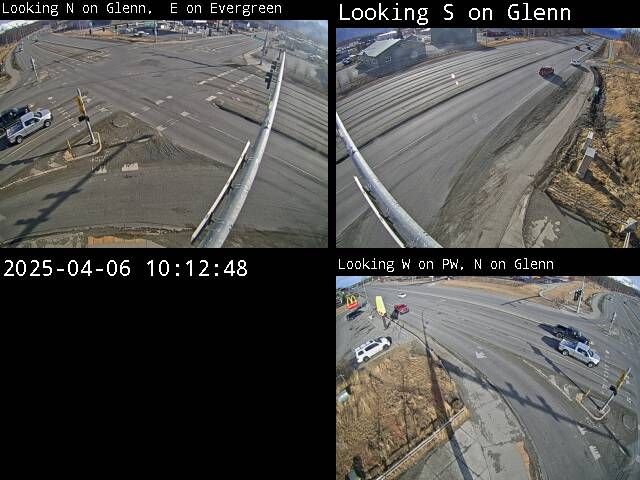 Looking N on Glenn,  E on Evergreen
Looking S on Glenn
2025-04-06 10:12:48
Looking W on PW, N on Glenn